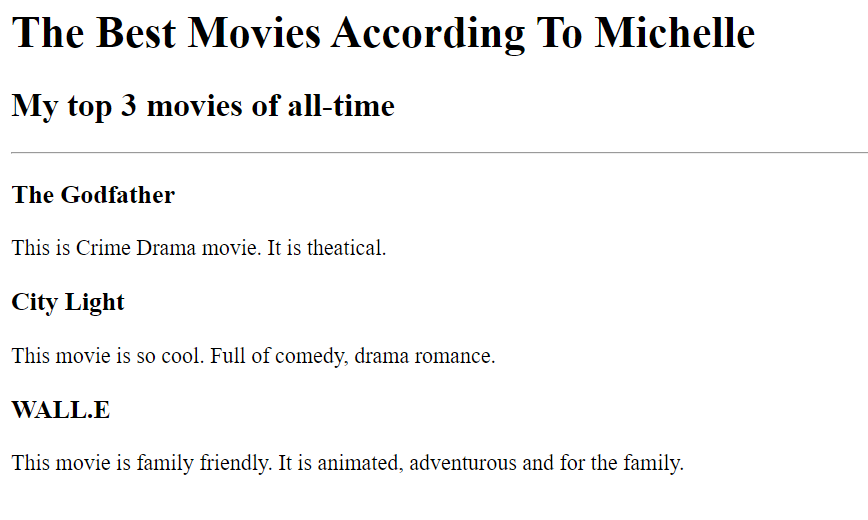 The Best Movies According To Michelle
My top 3 movies of all-time
The Godfather
This is Crime Drama movie. It is theatical.
City Light
This movie is so cool. Full of comedy, drama romance.
WALL.E
This movie is family friendly. It is animated, adventurous and for the family.